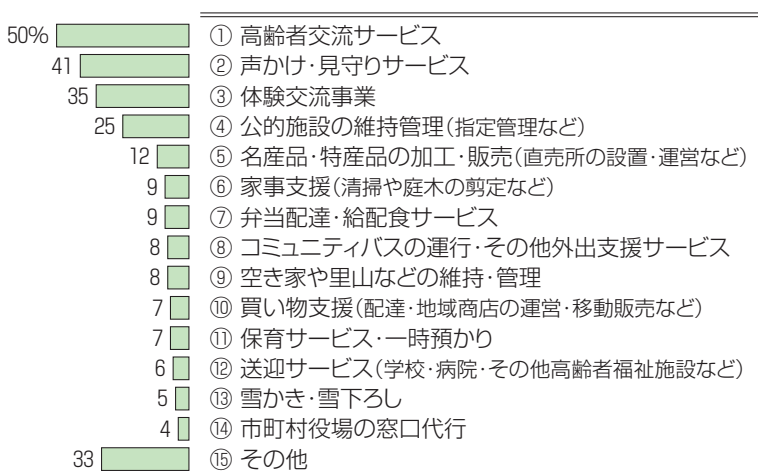 50% ① 高齢者交流サービス
41 ② 声かけ・見守りサービス
35 ③ 体験交流事業
25 ④ 公的施設の維持管理(指定管理など)
12 ⑤ 名産品・特産品の加工・販売(直売所の設置・運営など)
9 ⑥ 家事支援(清掃や庭木の剪定など)
9 ⑦ 弁当配達・給配食サービス
8 ⑧ コミュニティバスの運行・その他外出支援サービス
8 ⑨ 空き家や里山などの維持・管理
7 ⑩ 買い物支援(配達・地域商店の運営・移動販売など)
7 ⑪ 保育サービス・一時預かり
6 ⑫ 送迎サービス(学校・病院・その他高齢者福祉施設など)
5 ⑬ 雪かき・雪下ろし
4 ⑭ 市町村役場の窓口代行
33 ⑮ その他